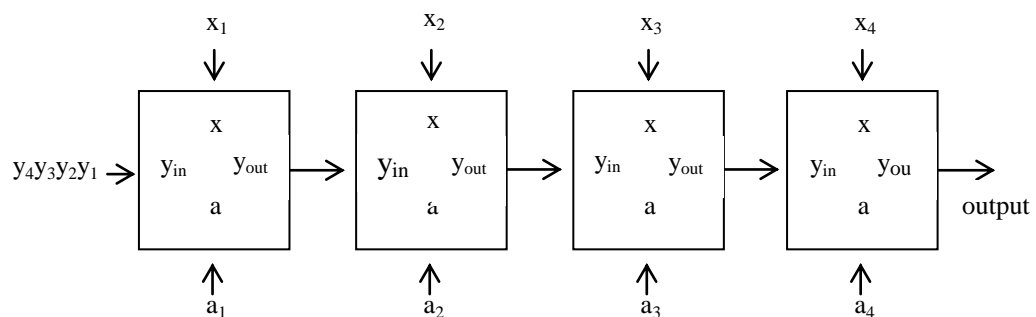 x₁ x₂ x₃ x₄
x x x x
y₄y₃y₂y₁ yᵢₙ yₒᵤₜ yᵢₙ yₒᵤₜ yᵢₙ yₒᵤₜ yᵢₙ yₒᵤ
a a a a output
a₁ a₂ a₃ a₄